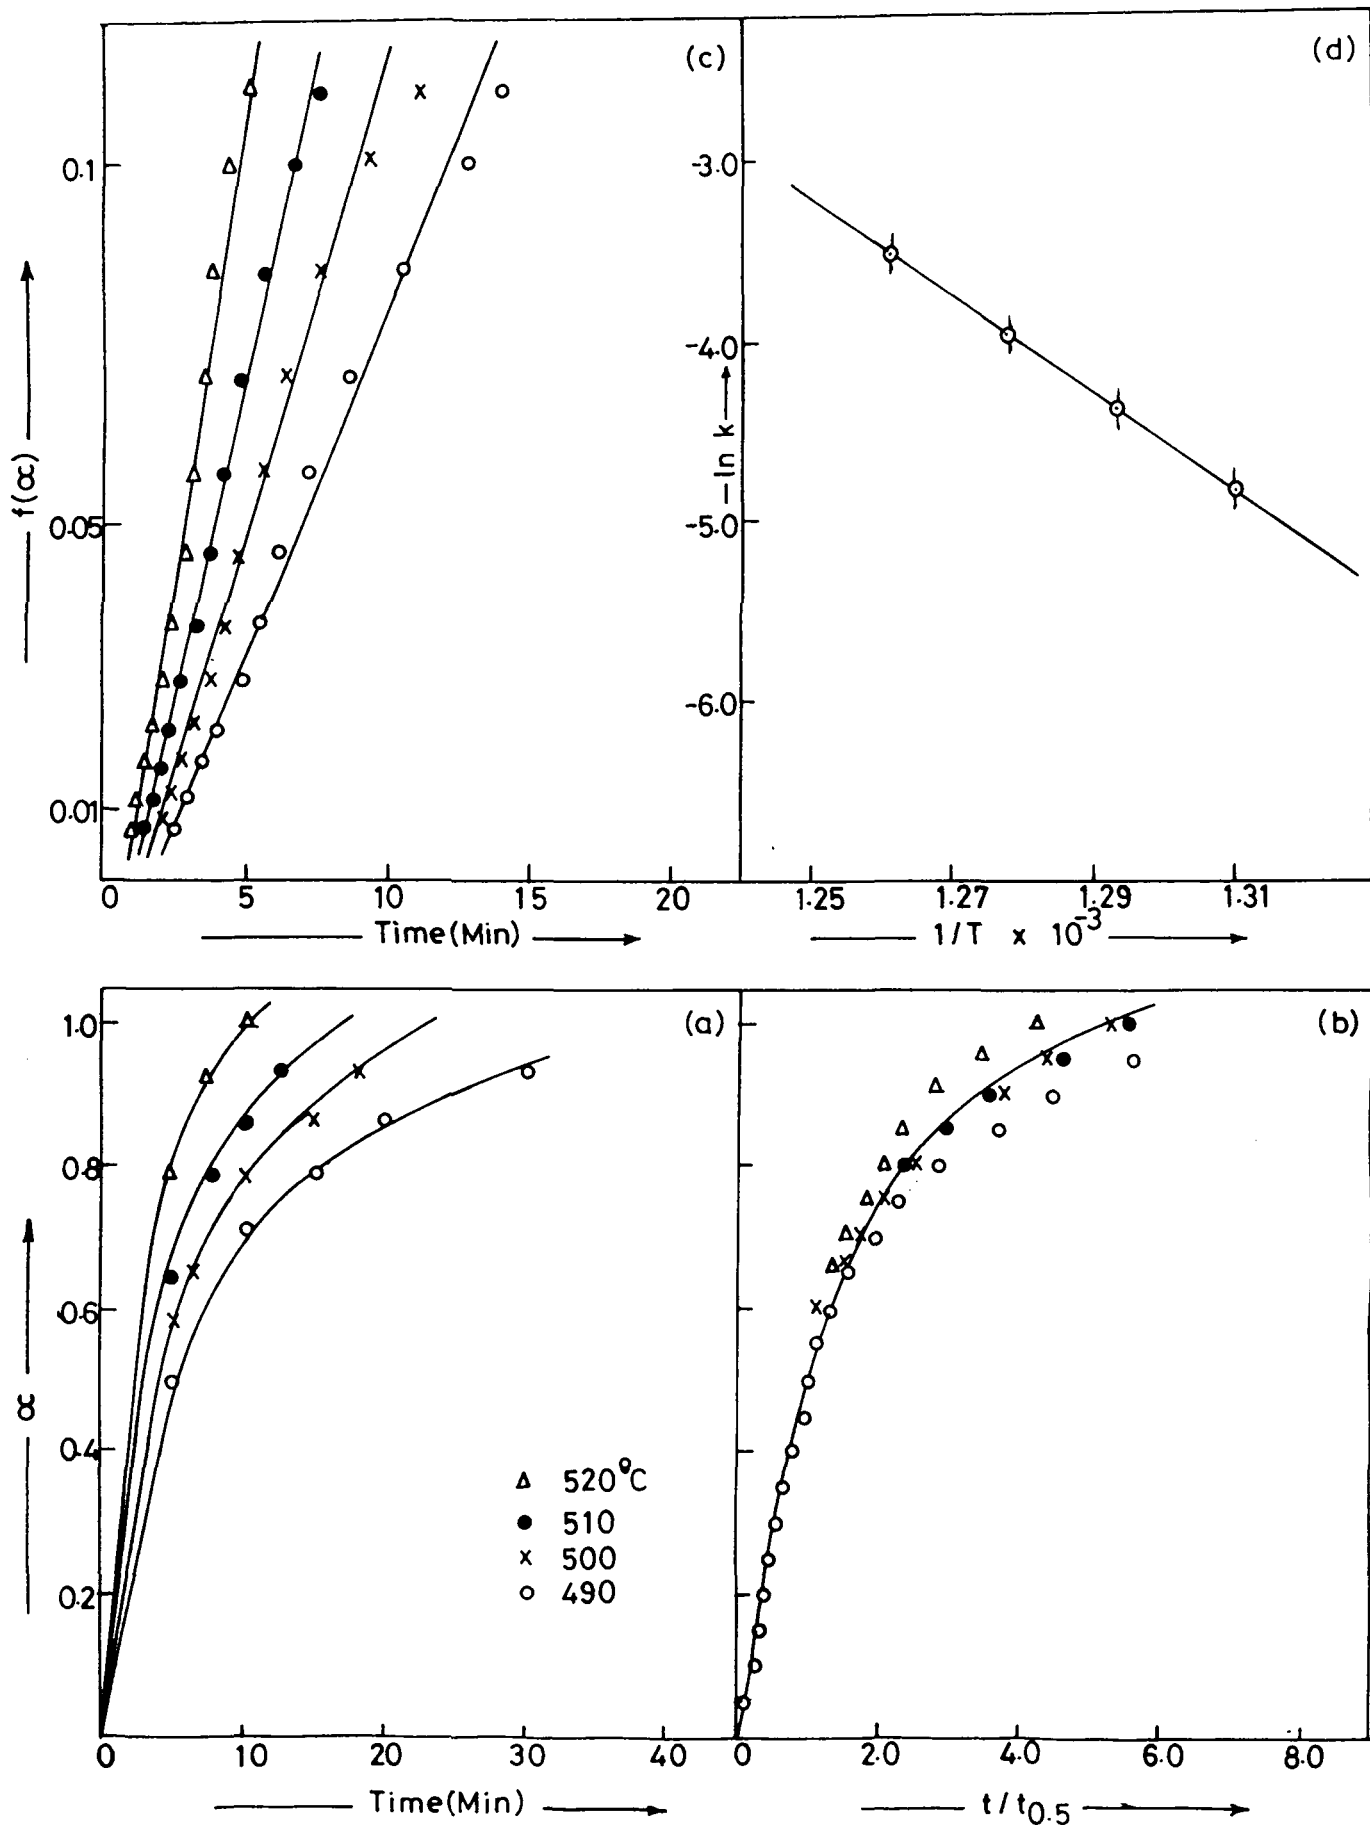 (c)
0.1
0.05
0.01
f(∝)
0 5 10 15 20
Time(Min)
(d)
-3.0
-4.0
-5.0
-6.0
– ln k
1.25 1.27 1.29 1.31
1/T x 10⁻³
(a)
1.0
0.8
0.6
0.4
0.2
∝
Δ 520°C
● 510
x 500
o 490
0 10 20 30 40
Time(Min)
(b)
0 2.0 4.0 6.0 8.0
t/t0.5